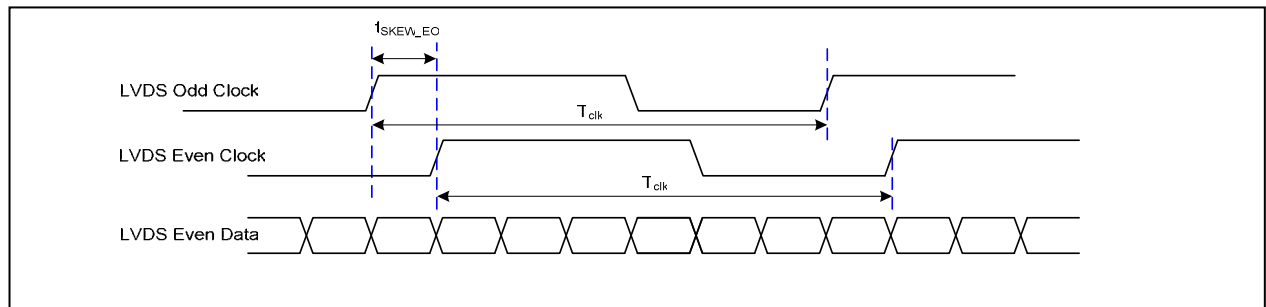 tSKEW_EO
LVDS Odd Clock
Tclk
LVDS Even Clock
Tclk
LVDS Even Data